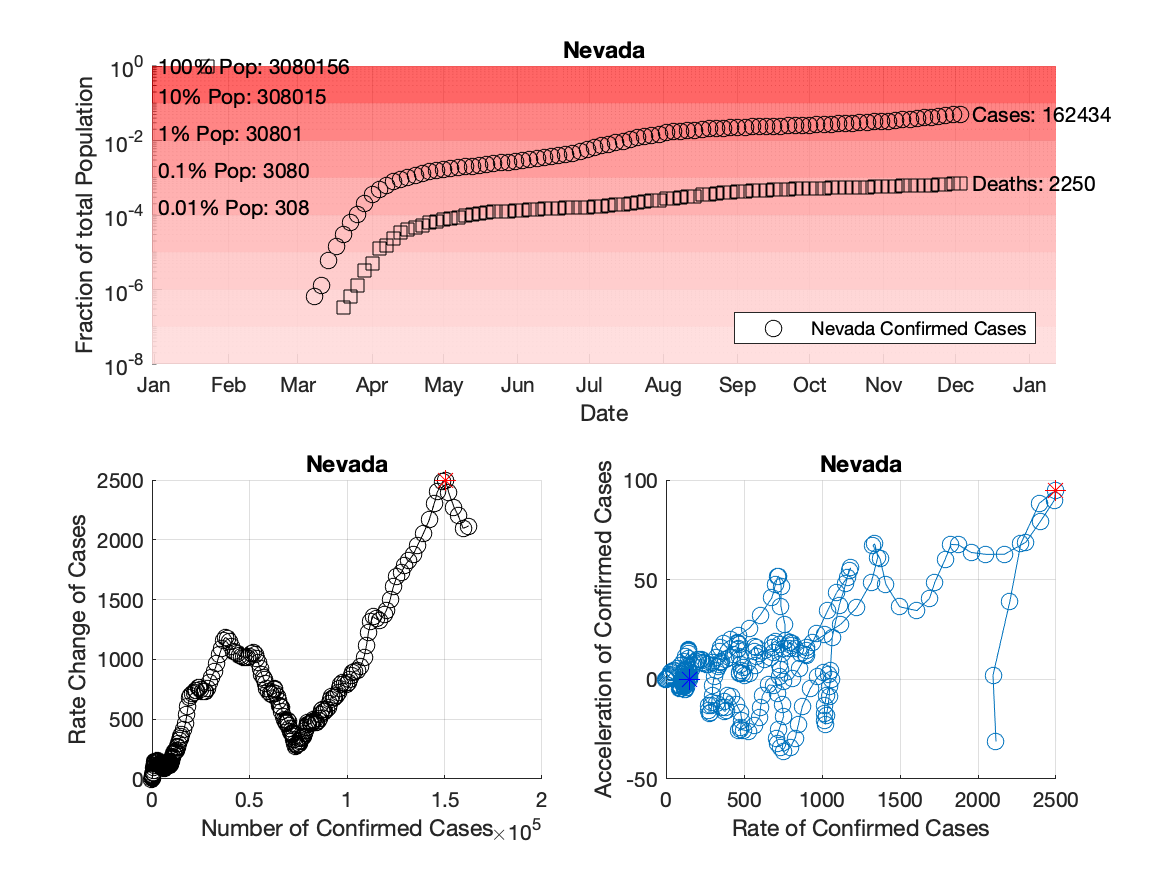 Nevada
10^0
10^-2
10^-4
10^-6
10^-8
Fraction of total Population
100% Pop: 3080156
10% Pop: 308015
1% Pop: 30801
0.1% Pop: 3080
0.01% Pop: 308
Cases: 162434
Deaths: 2250
Nevada Confirmed Cases
Jan Feb Mar Apr May Jun Jul Aug Sep Oct Nov Dec Jan
Date
Nevada
2500
2000
1500
1000
500
0
Rate Change of Cases
0 0.5 1 1.5 2
Number of Confirmed Cases ×10^5
Nevada
100
50
0
-50
Acceleration of Confirmed Cases
0 500 1000 1500 2000 2500
Rate of Confirmed Cases